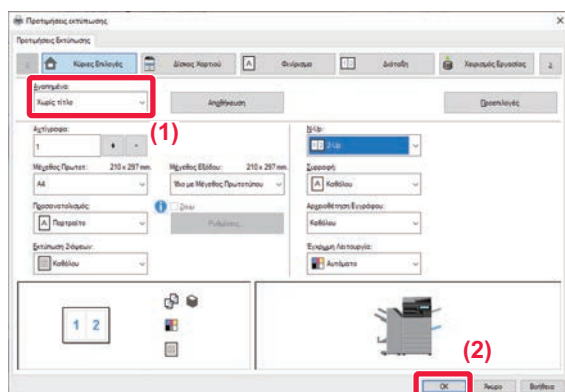 Προτιμήσεις εκτύπωσης
Προτιμήσεις Εκτύπωσης
Κύριες Επιλογές Δίσκος Χαρτιού Φινίρισμα Διάταξη Χειρισμός Εργασίας
Αγαπημένα:
Χωρίς τίτλο Αποθήκευση Προεπιλογές
(1)
Αντίγραφα: N-Up:
1 + - 2-Up
Μέγεθος Πρωτοτ.: 210 x 297 mm. Μέγεθος Εξόδου: 210 x 297 mm. Συρραφή:
A4 Ίδιο με Μέγεθος Πρωτοτύπου Καθόλου
Προσανατολισμός: Ζουμ Αρχειοθέτηση Εγγράφου:
Πορτραίτο Ρυθμίσεις... Καθόλου
Εκτύπωση 2 όψεων: Έγχρωμη Λειτουργία:
Καθόλου Αυτόματο
1 2
(2)
OK Άκυρο Βοήθεια